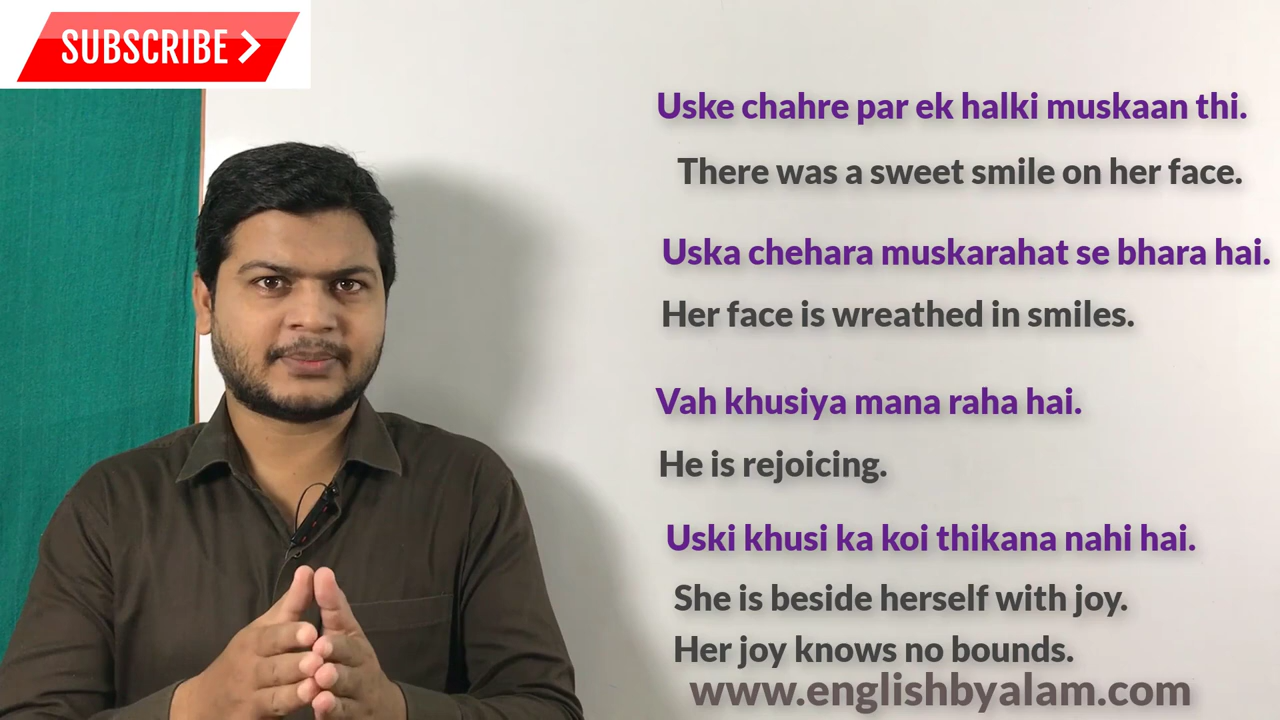 SUBSCRIBE >
Uske chahre par ek halki muskaan thi.
There was a sweet smile on her face.
Uska chehara muskarahat se bhara hai.
Her face is wreathed in smiles.
Vah khusiya mana raha hai.
He is rejoicing.
Uski khusi ka koi thikana nahi hai.
She is beside herself with joy.
Her joy knows no bounds.
www.englishbyalam.com